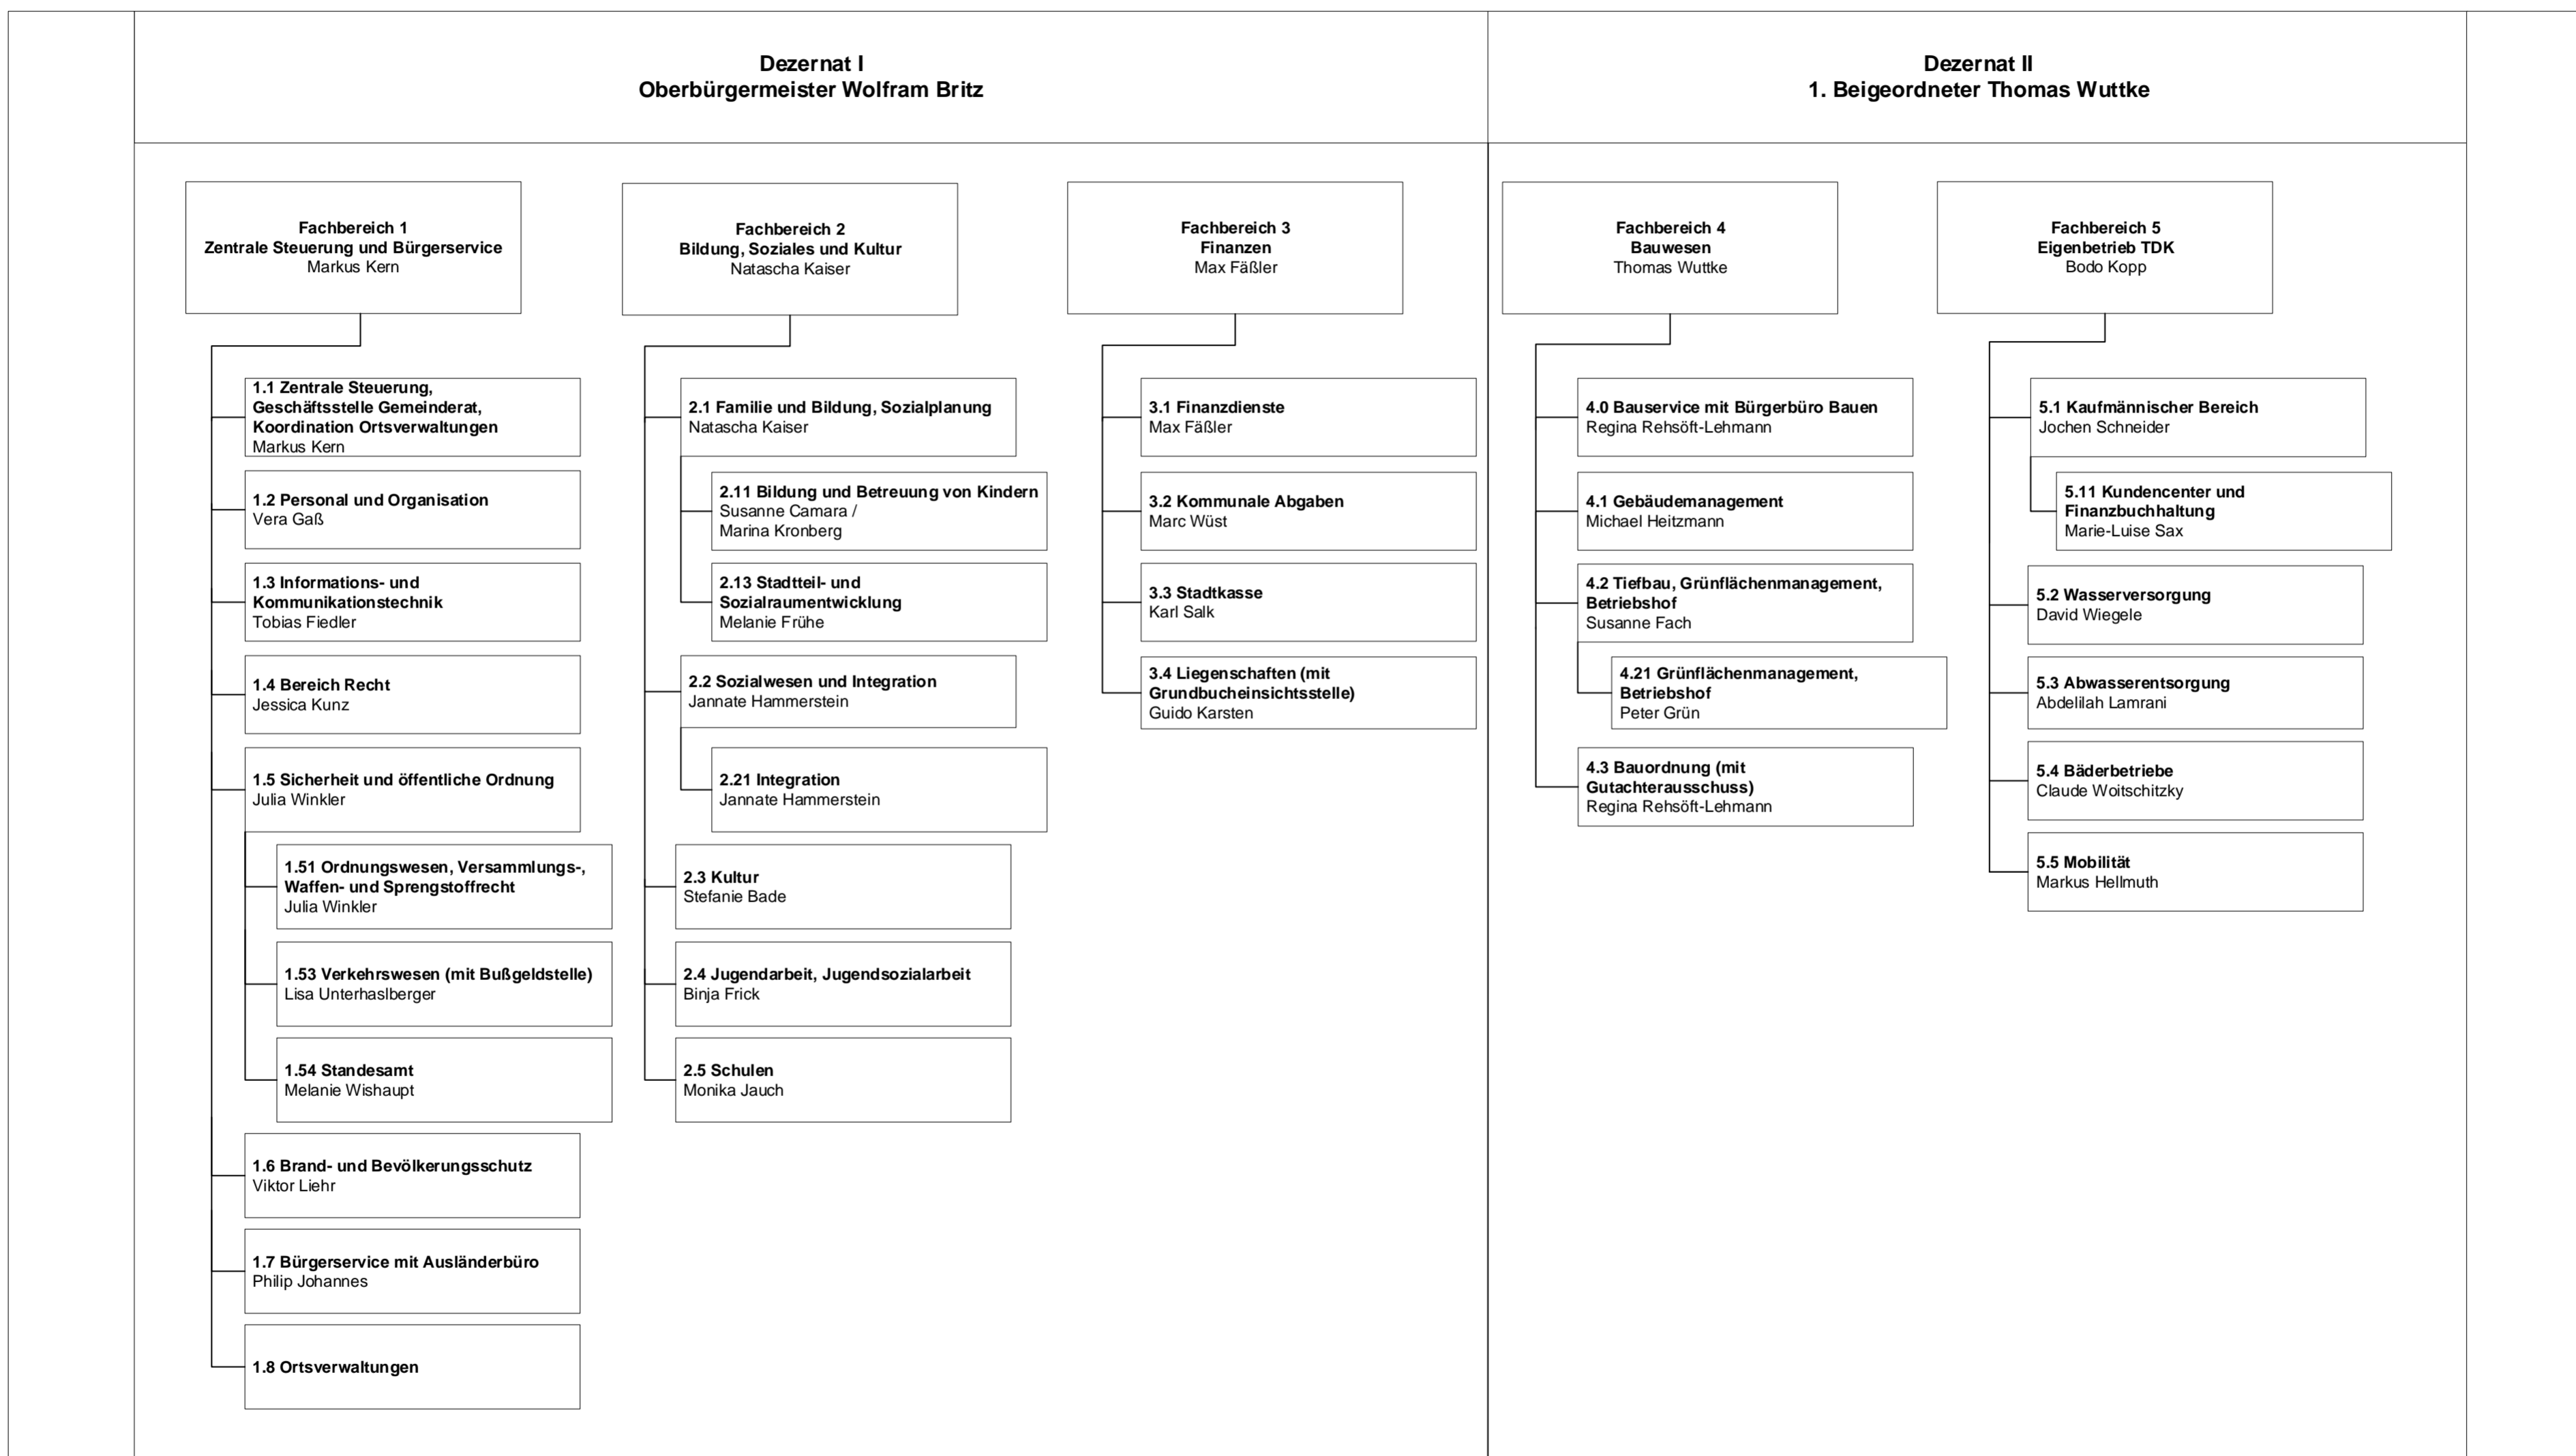 Dezernat I
Oberbürgermeister Wolfram Britz
Dezernat II
1. Beigeordneter Thomas Wuttke
Fachbereich 1
Zentrale Steuerung und Bürgerservice
Markus Kern
1.1 Zentrale Steuerung,
Geschäftsstelle Gemeinderat,
Koordination Ortsverwaltungen
Markus Kern
1.2 Personal und Organisation
Vera Gaß
1.3 Informations- und
Kommunikationstechnik
Tobias Fiedler
1.4 Bereich Recht
Jessica Kunz
1.5 Sicherheit und öffentliche Ordnung
Julia Winkler
1.51 Ordnungswesen, Versammlungs-,
Waffen- und Sprengstoffrecht
Julia Winkler
1.53 Verkehrswesen (mit Bußgeldstelle)
Lisa Unterhaslberger
1.54 Standesamt
Melanie Wishaupt
1.6 Brand- und Bevölkerungsschutz
Viktor Liehr
1.7 Bürgerservice mit Ausländerbüro
Philip Johannes
1.8 Ortsverwaltungen
Fachbereich 2
Bildung, Soziales und Kultur
Natascha Kaiser
2.1 Familie und Bildung, Sozialplanung
Natascha Kaiser
2.11 Bildung und Betreuung von Kindern
Susanne Camara /
Marina Kronberg
2.13 Stadtteil- und
Sozialraumentwicklung
Melanie Frühe
2.2 Sozialwesen und Integration
Jannate Hammerstein
2.21 Integration
Jannate Hammerstein
2.3 Kultur
Stefanie Bade
2.4 Jugendarbeit, Jugendsozialarbeit
Binja Frick
2.5 Schulen
Monika Jauch
Fachbereich 3
Finanzen
Max Fäßler
3.1 Finanzdienste
Max Fäßler
3.2 Kommunale Abgaben
Marc Wüst
3.3 Stadtkasse
Karl Salk
3.4 Liegenschaften (mit
Grundbucheinsichtsstelle)
Guido Karsten
Fachbereich 4
Bauwesen
Thomas Wuttke
4.0 Bauservice mit Bürgerbüro Bauen
Regina Rehsöft-Lehmann
4.1 Gebäudemanagement
Michael Heitzmann
4.2 Tiefbau, Grünflächenmanagement,
Betriebshof
Susanne Fach
4.21 Grünflächenmanagement,
Betriebshof
Peter Grün
4.3 Bauordnung (mit
Gutachterausschuss)
Regina Rehsöft-Lehmann
Fachbereich 5
Eigenbetrieb TDK
Bodo Kopp
5.1 Kaufmännischer Bereich
Jochen Schneider
5.11 Kundencenter und
Finanzbuchhaltung
Marie-Luise Sax
5.2 Wasserversorgung
David Wiegele
5.3 Abwasserentsorgung
Abdelilah Lamrani
5.4 Bäderbetriebe
Claude Woitschitzky
5.5 Mobilität
Markus Hellmuth